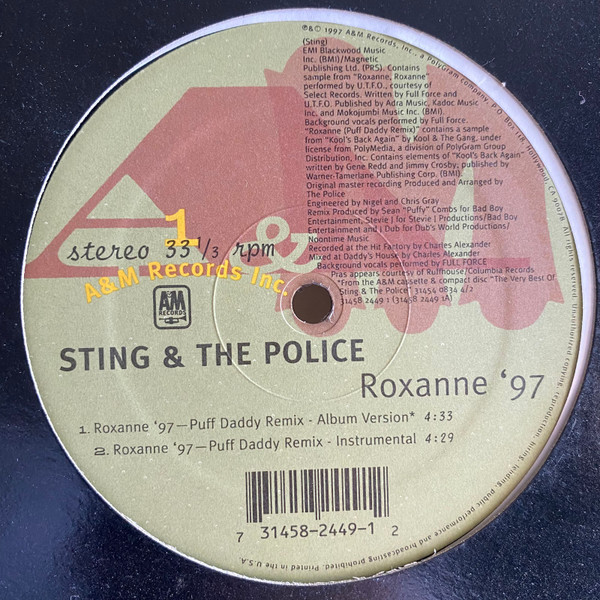 ℗ & © 1997 A&M Records, Inc., a PolyGram company, P.O. Box 118, Hollywood, CA 90078. All rights reserved. Unauthorized copying, reproduction, hiring, lending, public performance and broadcasting prohibited. Printed in the U.S.A.
(Sting)
EMI Blackwood Music
Inc. (BMI)/Magnetic
Publishing Ltd. (PRS). Contains
sample from "Roxanne, Roxanne"
performed by U.T.F.O., courtesy of
Select Records. Written by Full Force and
U.T.F.O. Published by Adra Music, Kadoc Music
Inc. and Mokojumbi Music Inc. (BMI).
Background vocals performed by Full Force.
"Roxanne (Puff Daddy Remix)" contains a sample
from "Kool's Back Again" by Kool & The Gang, under
license from PolyMedia, a division of PolyGram Group
Distribution, Inc. Contains elements of "Kool's Back Again"
written by Gene Redd and Jimmy Crosby, published by
Warner-Tamerlane Publishing Corp. (BMI).
Original master recording Produced and Arranged by
The Police
Engineered by Nigel and Chris Gray
Remix Produced by Sean "Puffy" Combs for Bad Boy
Entertainment, Stevie J for Stevie J Productions/Bad Boy
Entertainment and I Dub for Dub's World Productions/
Noontime Music
Recorded at the Hit Factory by Charles Alexander
Mixed at Daddy's House by Charles Alexander
Background vocals performed by FULL FORCE
Pras appears courtesy of Ruffhouse/Columbia Records
*From the A&M cassette & compact disc "The Very Best Of
Sting & The Police" 31454 0834 4/2
31458 2449 1 (31458 2449 1A)
1
stereo 33 1/3 rpm
&
A&M Records Inc.
A&M
RECORDS
STING & THE POLICE
Roxanne '97
1. Roxanne '97—Puff Daddy Remix - Album Version* 4:33
2. Roxanne '97—Puff Daddy Remix - Instrumental 4:29
7 31458-2449-1 2